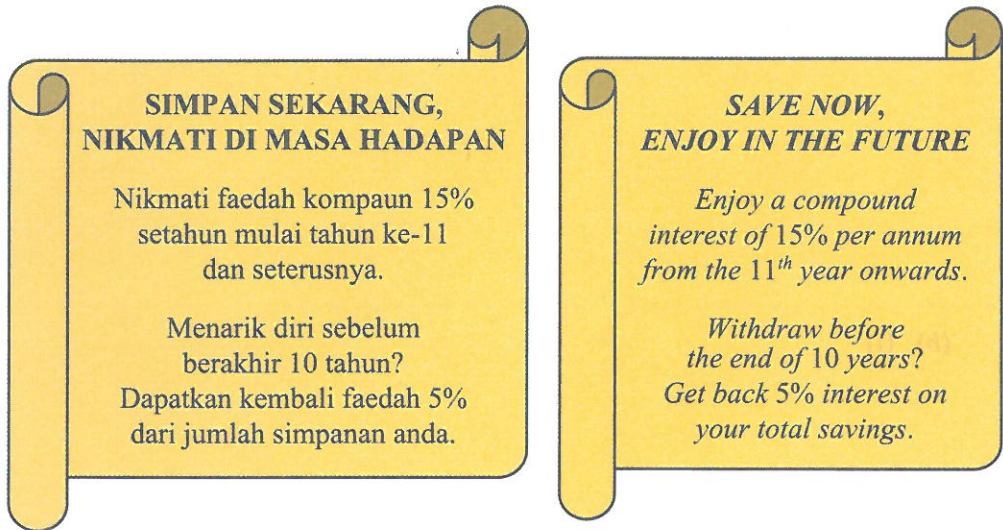 SIMPAN SEKARANG,
NIKMATI DI MASA HADAPAN
Nikmati faedah kompaun 15%
setahun mulai tahun ke-11
dan seterusnya.
Menarik diri sebelum
berakhir 10 tahun?
Dapatkan kembali faedah 5%
dari jumlah simpanan anda.
SAVE NOW,
ENJOY IN THE FUTURE
Enjoy a compound
interest of 15% per annum
from the 11th year onwards.
Withdraw before
the end of 10 years?
Get back 5% interest on
your total savings.